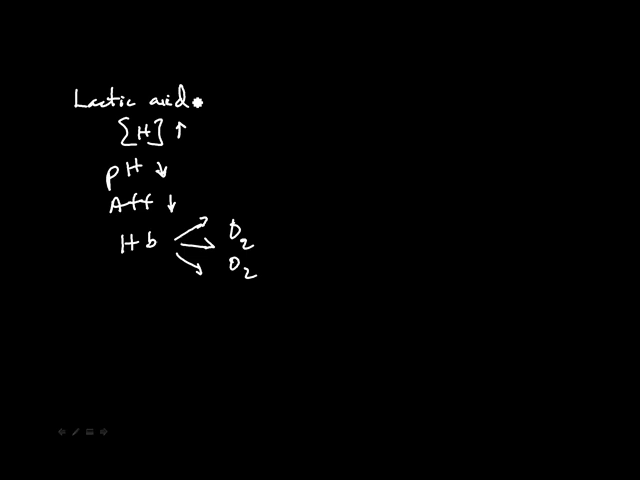 Lactic acid
[H] ↑
pH ↓
Aff ↓
Hb → O2
O2